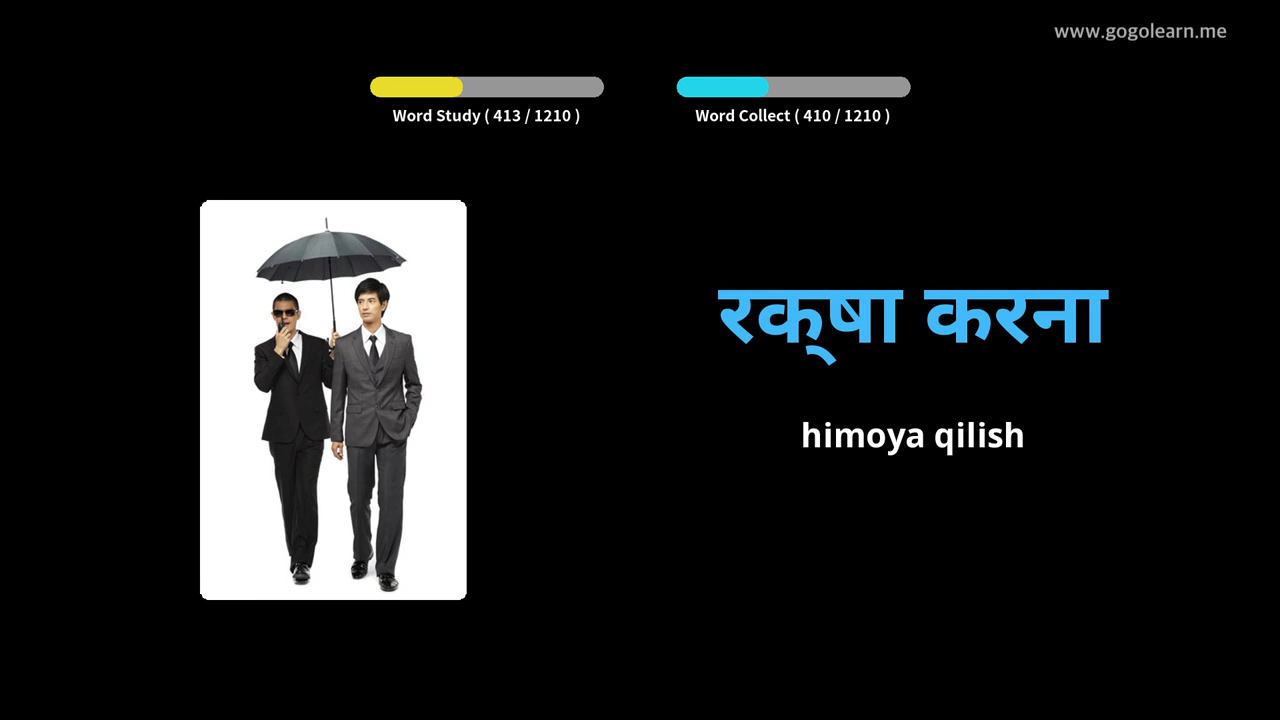 www.gogolearn.me
Word Study ( 413 / 1210 )
Word Collect ( 410 / 1210 )
रक्षा करना
himoya qilish